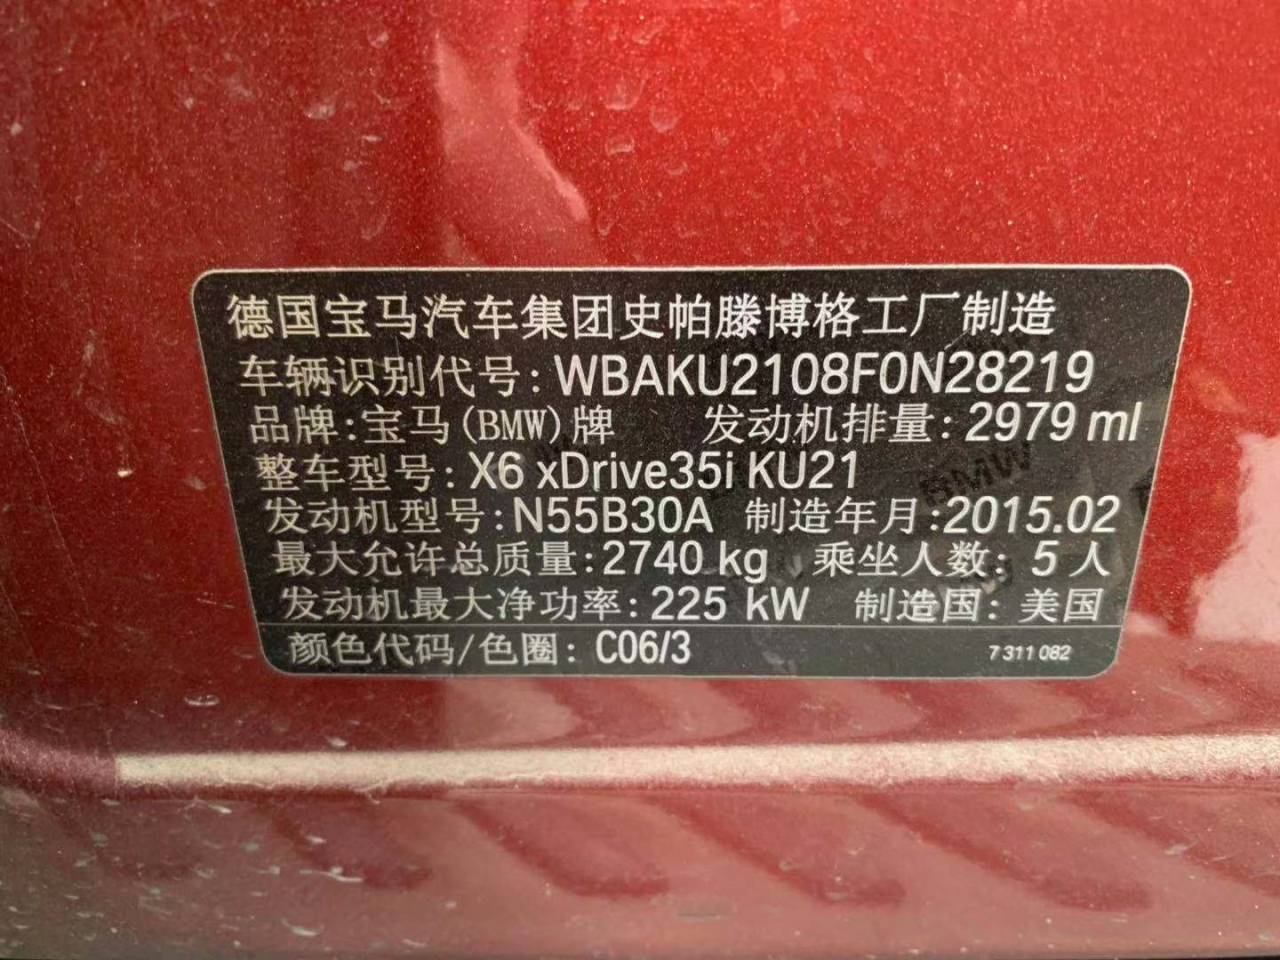 德国宝马汽车集团史帕滕博格工厂制造
车辆识别代号: WBAKU2108F0N28219
品牌:宝马(BMW)牌 发动机排量: 2979 ml
整车型号: X6 xDrive35i KU21
发动机型号:N55B30A 制造年月:2015.02
最大允许总质量:2740 kg 乘坐人数: 5 人
发动机最大净功率: 225 kW 制造国: 美国
颜色代码/色圈: C06/3 7 311 082
BMW